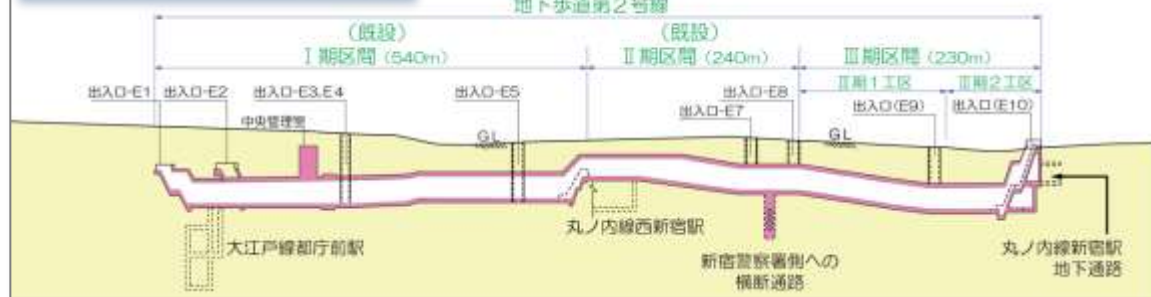 地下歩道第2号線
(既設)
(既設)
Ⅰ期区間(540m)
Ⅱ期区間(240m)
Ⅲ期区間(230m)
Ⅲ期1工区
Ⅲ期2工区
出入口-E1
出入口-E2
出入口-E3,E4
出入口-E5
出入口-E7
出入口-E8
出入口(E9)
出入口(E10)
中央管理室
GL
GL
大江戸線都庁前駅
丸ノ内線西新宿駅
新宿警察署側への
横断通路
丸ノ内線新宿駅
地下通路